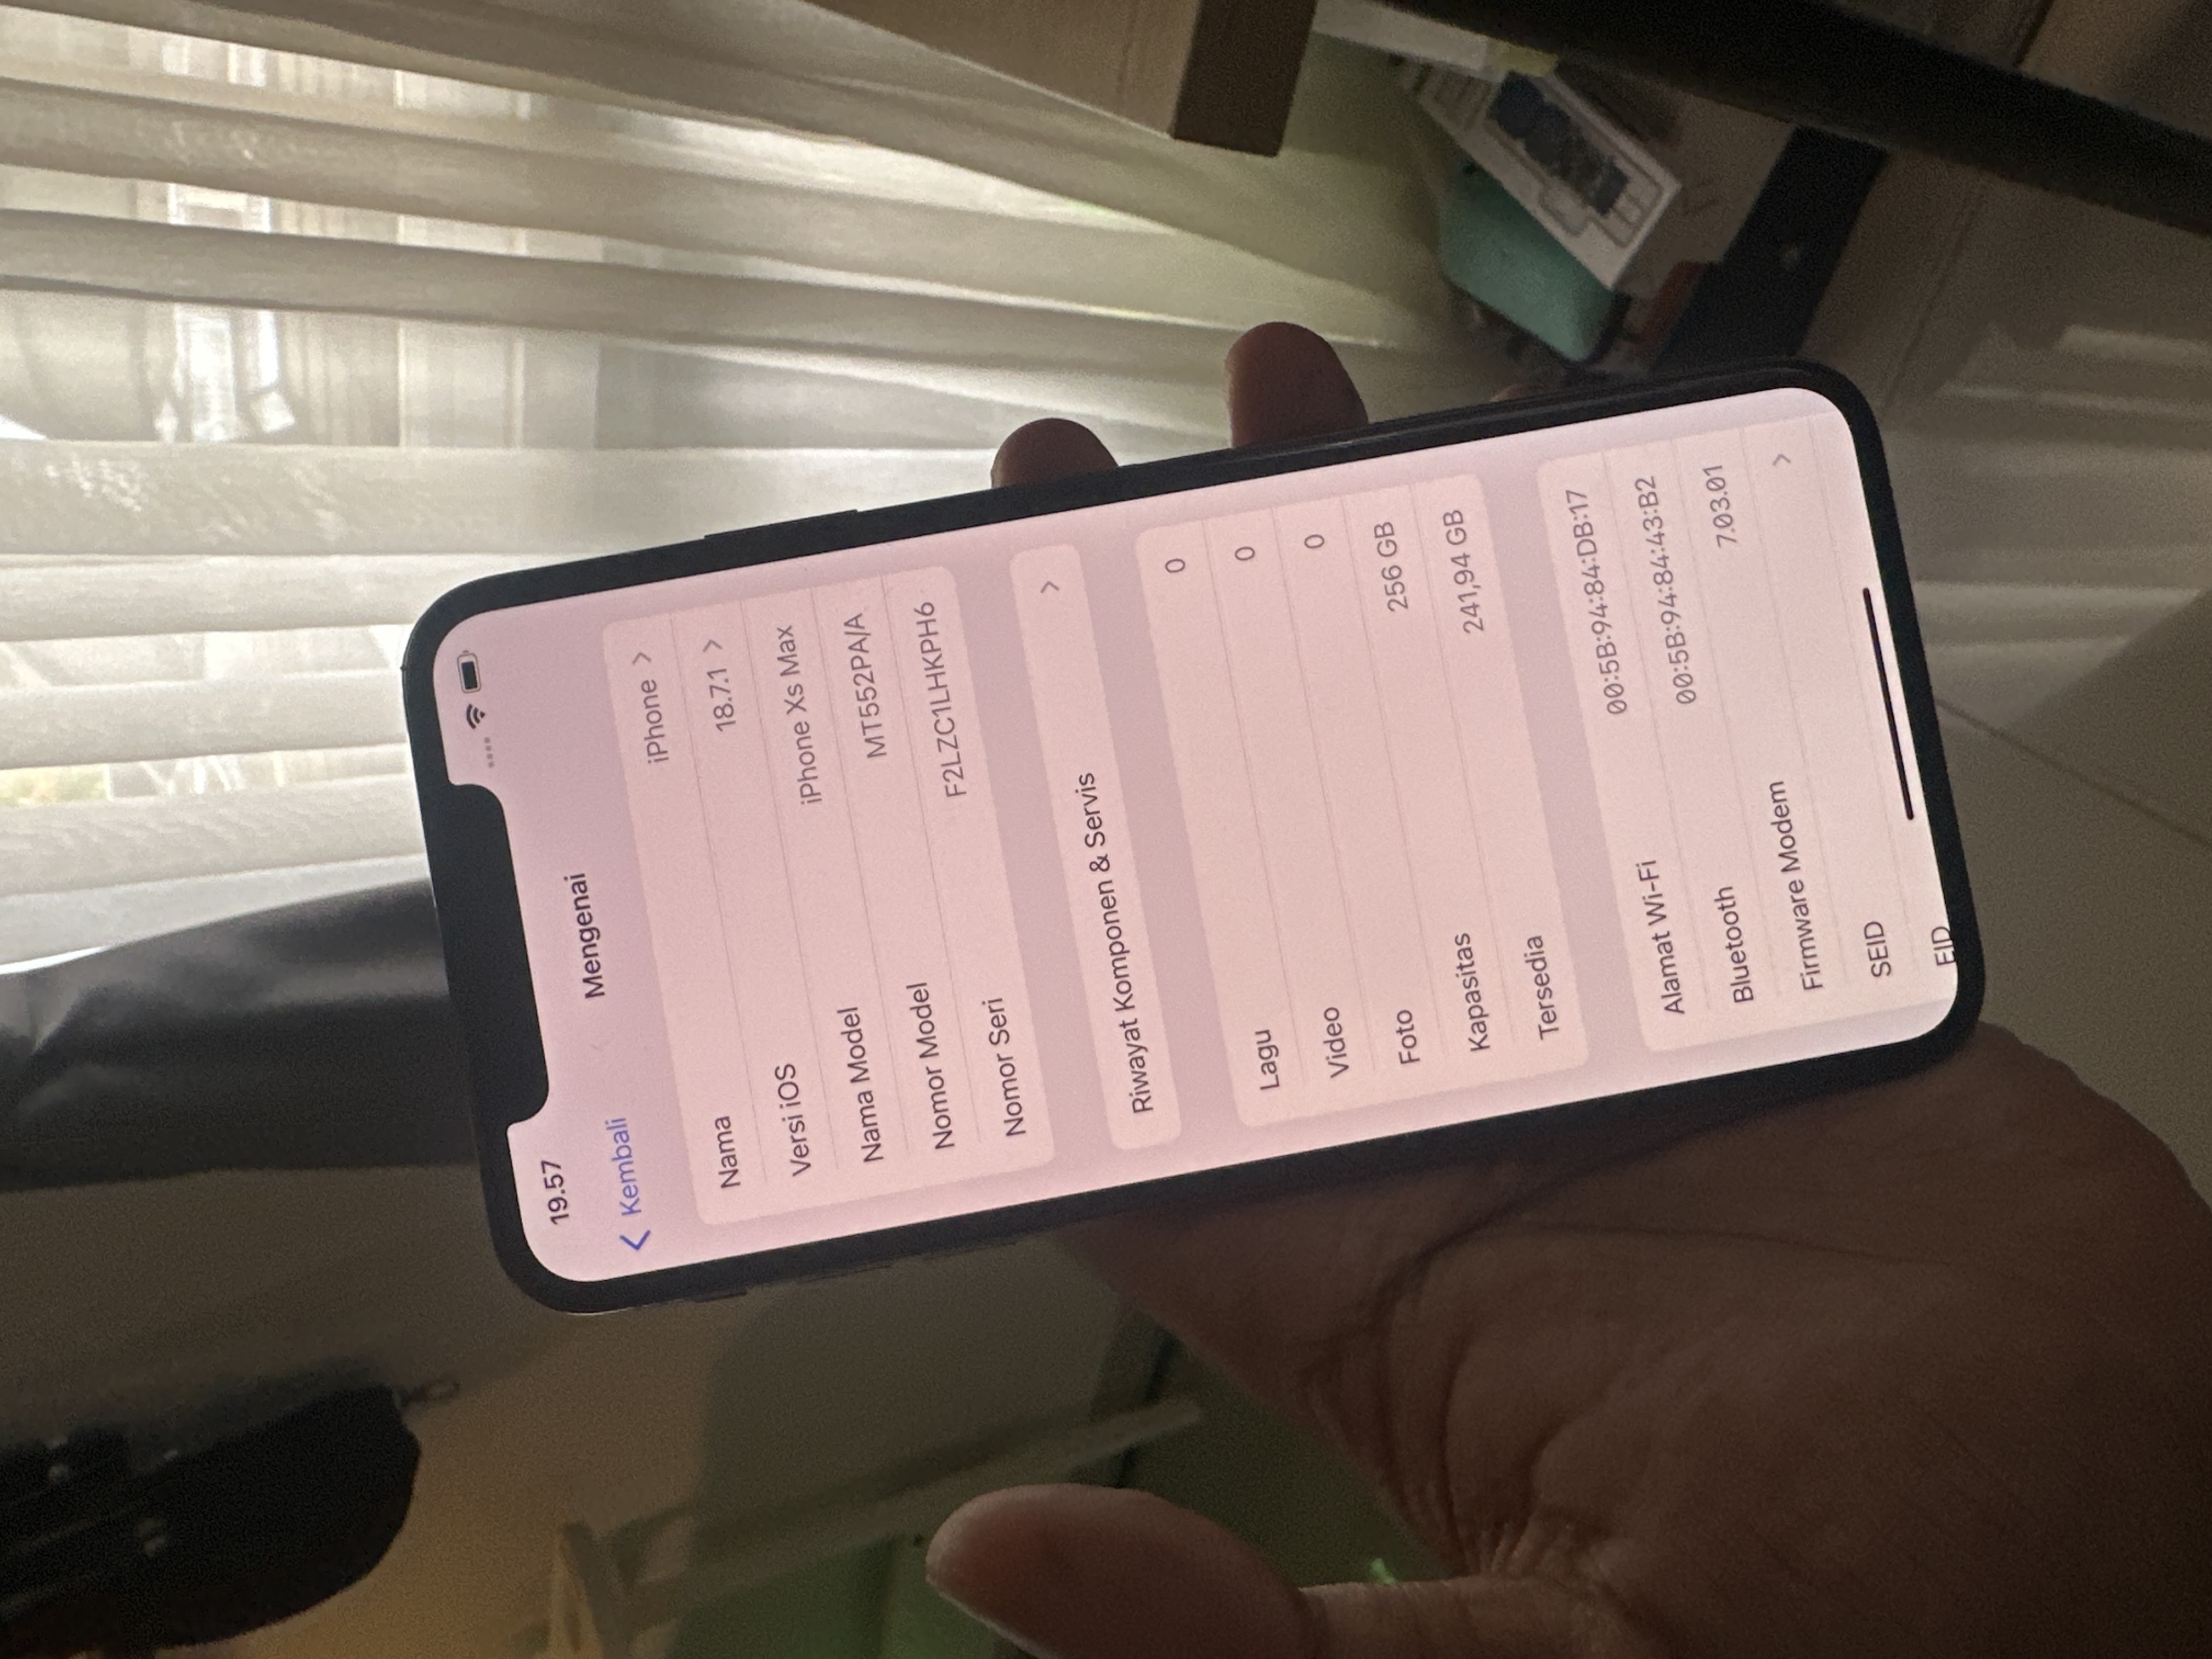 19.57
Kembali
Mengenai
Nama iPhone
Versi iOS 18.7.1
Nama Model iPhone Xs Max
Nomor Model MT552PA/A
Nomor Seri F2LZC1LHKPH6
Riwayat Komponen & Servis
Lagu 0
Video 0
Foto 0
Kapasitas 256 GB
Tersedia 241,94 GB
Alamat Wi-Fi 00:5B:94:84:DB:17
Bluetooth 00:5B:94:84:43:B2
Firmware Modem 7.03.01
SEID
EID